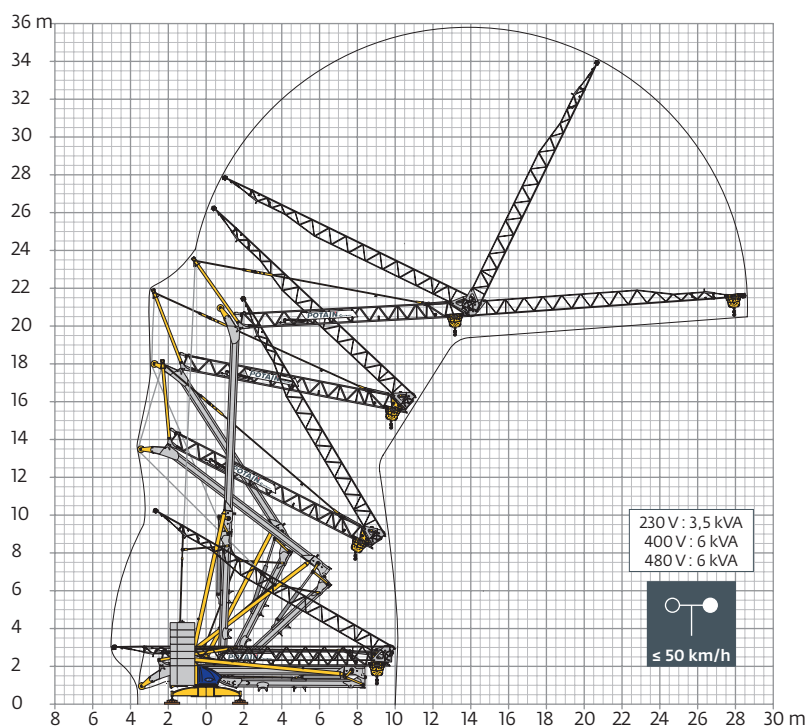 36 m
34
32
30
28
26
24
22
20
18
16
14
12
10
8
6
4
2
0
POTAIN
POTAIN
POTAIN
POTAIN
230 V : 3,5 kVA
400 V : 6 kVA
480 V : 6 kVA
≤ 50 km/h
8 6 4 2 0 2 4 6 8 10 12 14 16 18 20 22 24 26 28 30 m